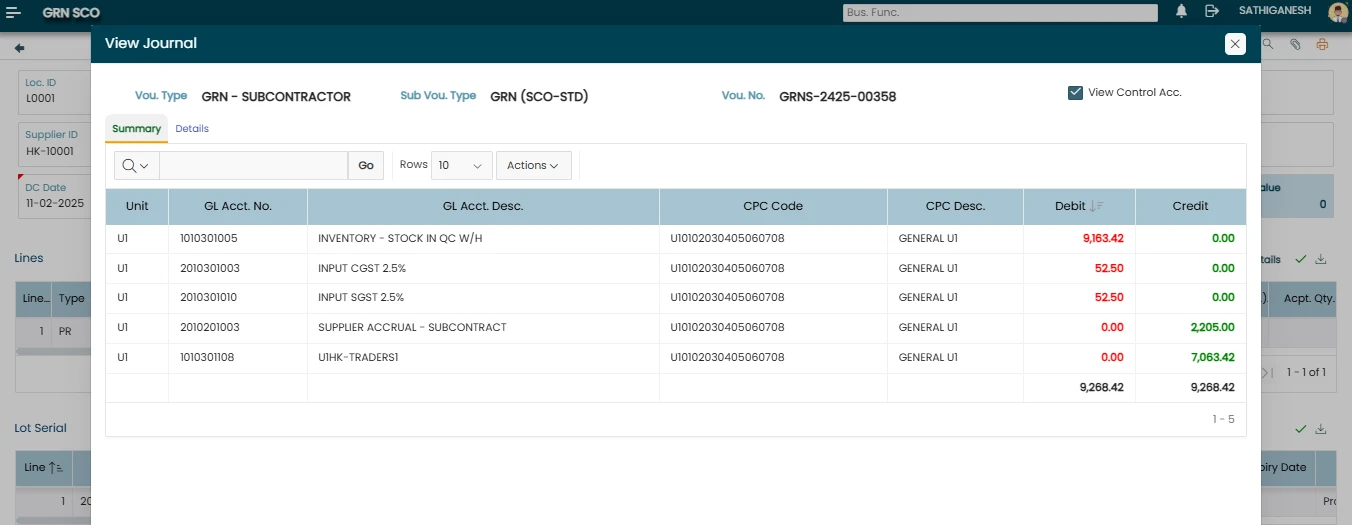 GRN SCO
Bus. Func.
SATHIGANESH
View Journal
Loc. ID
L0001
Supplier ID
HK-10001
DC Date
11-02-2025
Vou. Type GRN - SUBCONTRACTOR Sub Vou. Type GRN (SCO-STD) Vou. No. GRNS-2425-00358 View Control Acc.
Summary Details
Go Rows 10 Actions
Unit GL Acct. No. GL Acct. Desc. CPC Code CPC Desc. Debit Credit
U1 1010301005 INVENTORY - STOCK IN QC W/H U10102030405060708 GENERAL U1 9,163.42 0.00
U1 2010301003 INPUT CGST 2.5% U10102030405060708 GENERAL U1 52.50 0.00
U1 2010301010 INPUT SGST 2.5% U10102030405060708 GENERAL U1 52.50 0.00
U1 2010201003 SUPPLIER ACCRUAL - SUBCONTRACT U10102030405060708 GENERAL U1 0.00 2,205.00
U1 1010301108 U1HK-TRADERS1 U10102030405060708 GENERAL U1 0.00 7,063.42
9,268.42 9,268.42
1 - 5
alue
0
Lines
tails
Line... Type
Acpt. Qty.
1 PR
1 - 1 of 1
Lot Serial
Line
piry Date
1 20
Pro